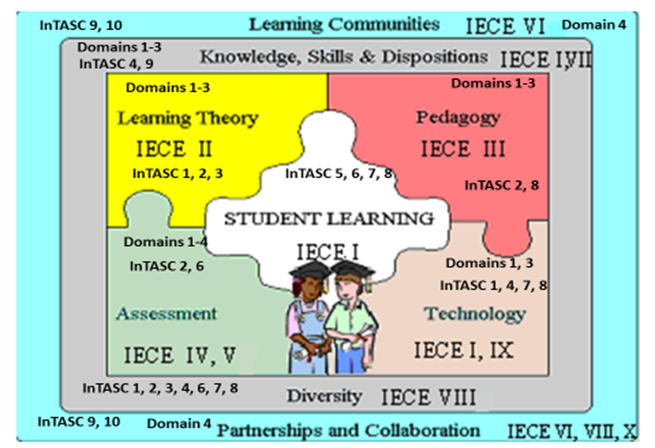 InTASC 9, 10 Learning Communities IECE VI Domain 4
Domains 1-3
InTASC 4, 9 Knowledge, Skills & Dispositions IECE I,VII
Domains 1-3
Learning Theory
IECE II
InTASC 1, 2, 3
Domains 1-3
Pedagogy
IECE III
InTASC 2, 8
InTASC 5, 6, 7, 8
STUDENT LEARNING
IECE I
Domains 1-4
InTASC 2, 6
Assessment
IECE IV, V
Domains 1, 3
InTASC 1, 4, 7, 8
Technology
IECE I, IX
InTASC 1, 2, 3, 4, 6, 7, 8
Diversity IECE VIII
InTASC 9, 10 Domain 4 Partnerships and Collaboration IECE VI, VIII, X